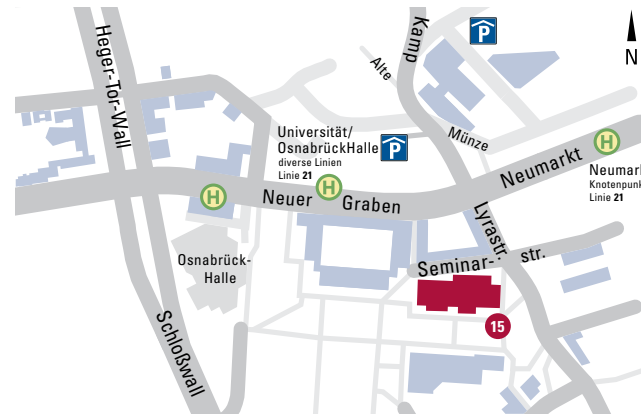 Heger-Tor-Wall
Kamp
P
N
Alte
Münze
Universität/
OsnabrückHalle
diverse Linien
Linie 21
P
H
Neumarkt
H
Neumark
Knotenpunk
Linie 21
H
H
Neuer
Graben
Lyrastr.
Osnabrück-
Halle
Seminar-
str.
Schloßwall
15